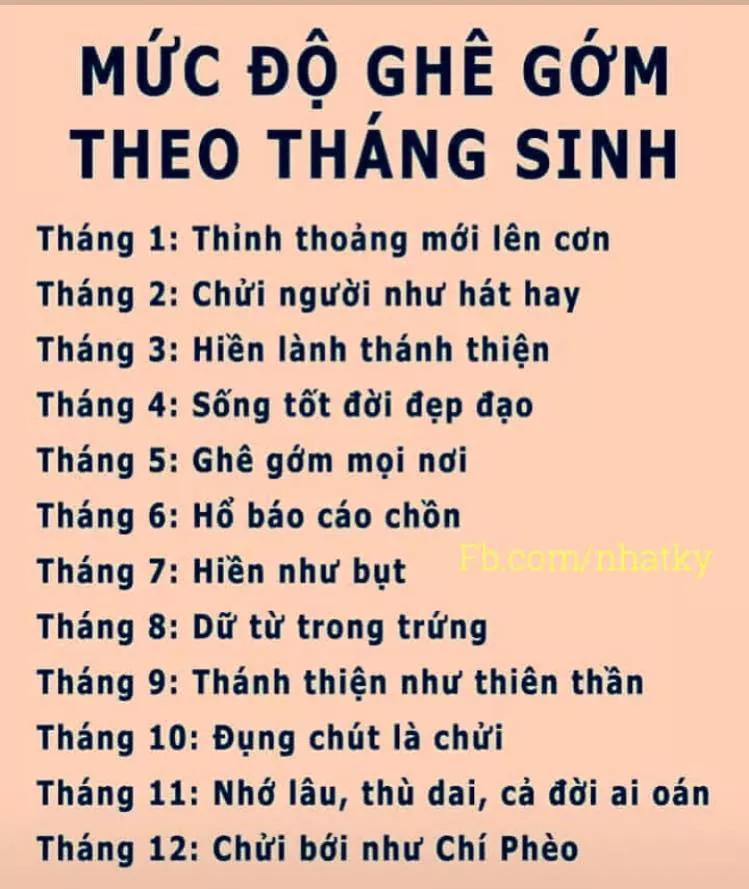 MỨC ĐỘ GHÊ GỚM
THEO THÁNG SINH
Tháng 1: Thỉnh thoảng mới lên cơn
Tháng 2: Chửi người như hát hay
Tháng 3: Hiền lành thánh thiện
Tháng 4: Sống tốt đời đẹp đạo
Tháng 5: Ghê gớm mọi nơi
Tháng 6: Hổ báo cáo chồn
Fb.com/nhatky
Tháng 7: Hiền như bụt
Tháng 8: Dữ từ trong trứng
Tháng 9: Thánh thiện như thiên thần
Tháng 10: Đụng chút là chửi
Tháng 11: Nhớ lâu, thù dai, cả đời ai oán
Tháng 12: Chửi bới như Chí Phèo